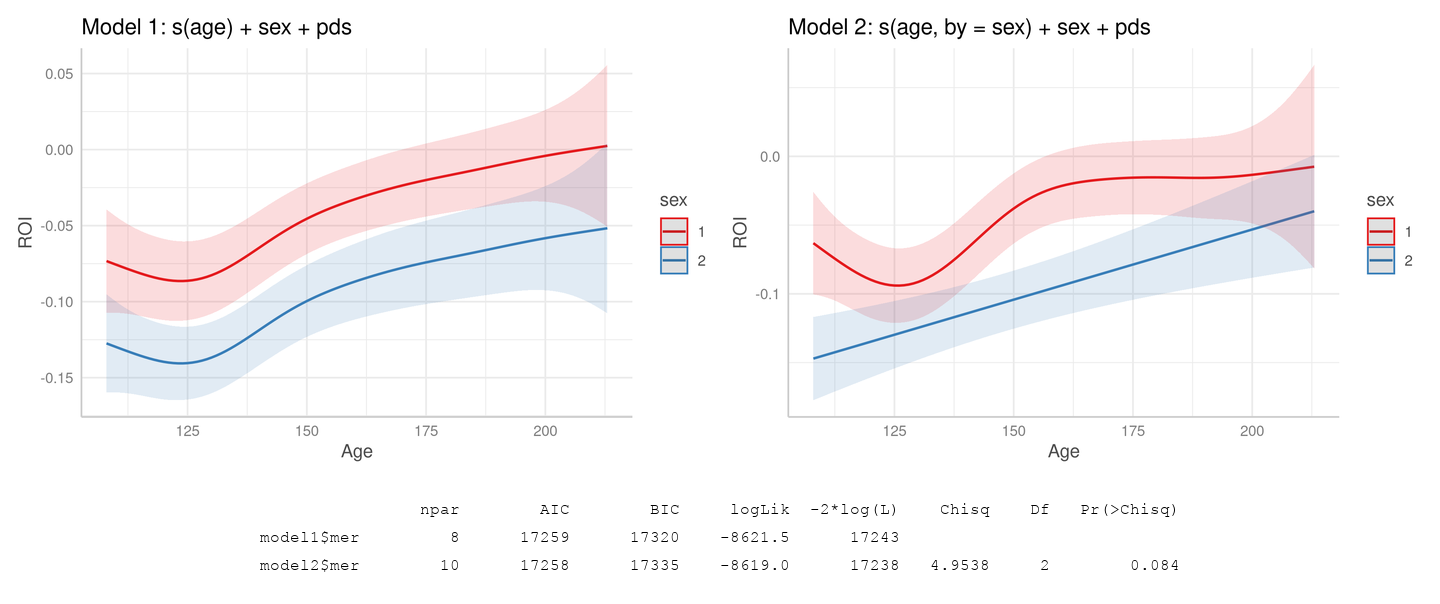 Model 1: s(age) + sex + pds
0.05
0.00
-0.05
-0.10
-0.15
ROI
125 150 175 200
Age
sex
1
2
Model 2: s(age, by = sex) + sex + pds
0.0
-0.1
ROI
125 150 175 200
Age
sex
1
2
npar AIC BIC logLik -2*log(L) Chisq Df Pr(>Chisq)
model1$mer 8 17259 17320 -8621.5 17243
model2$mer 10 17258 17335 -8619.0 17238 4.9538 2 0.084